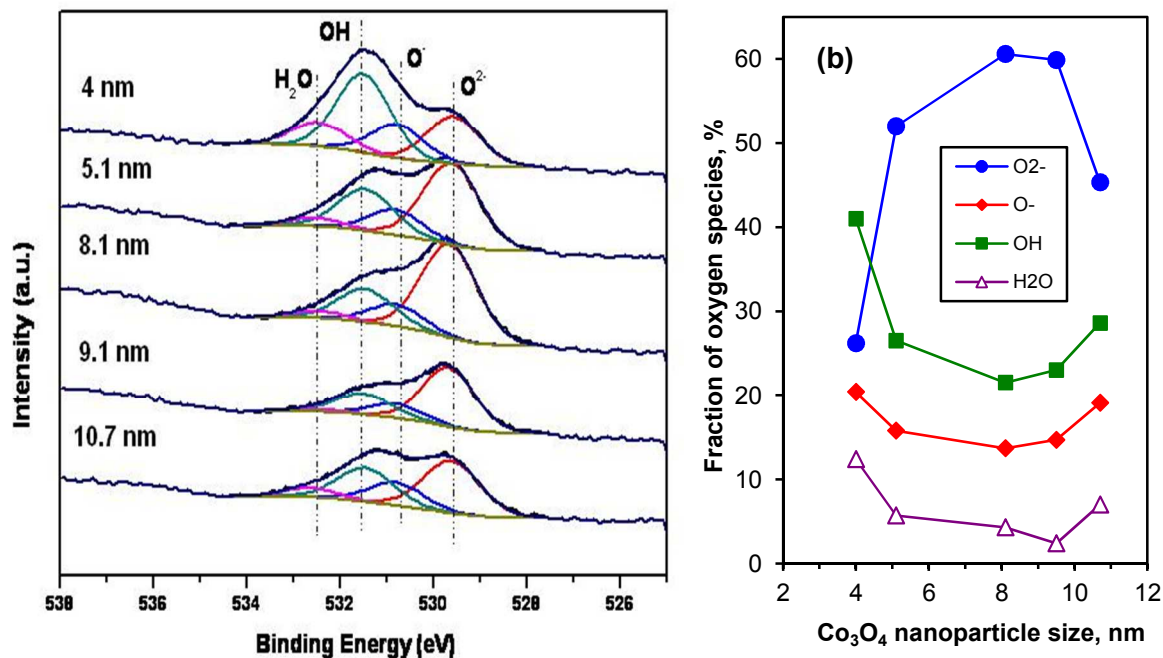 OH
H₂O
O⁻
O²⁻
4 nm
5.1 nm
8.1 nm
9.1 nm
10.7 nm
Intensity (a.u.)
538 536 534 532 530 528 526
Binding Energy (eV)
(b)
Fraction of oxygen species, %
60
50
40
30
20
10
0
O2-
O-
OH
H2O
2 4 6 8 10 12
Co₃O₄ nanoparticle size, nm